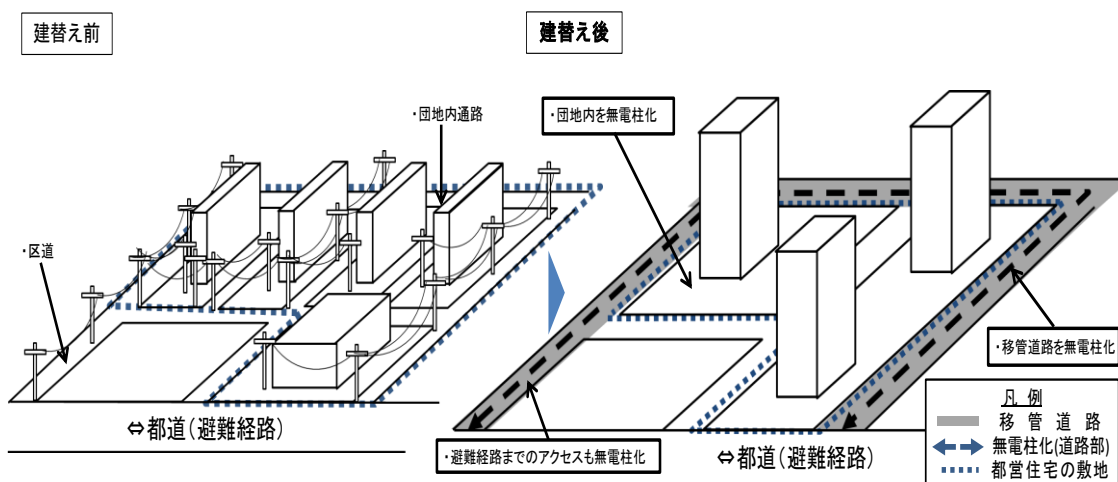 建替え前
建替え後
・団地内通路
・団地内を無電柱化
・区道
・移管道路を無電柱化
⇔都道(避難経路)
・避難経路までのアクセスも無電柱化
⇔都道(避難経路)
凡例
移管道路
無電柱化(道路部)
都営住宅の敷地